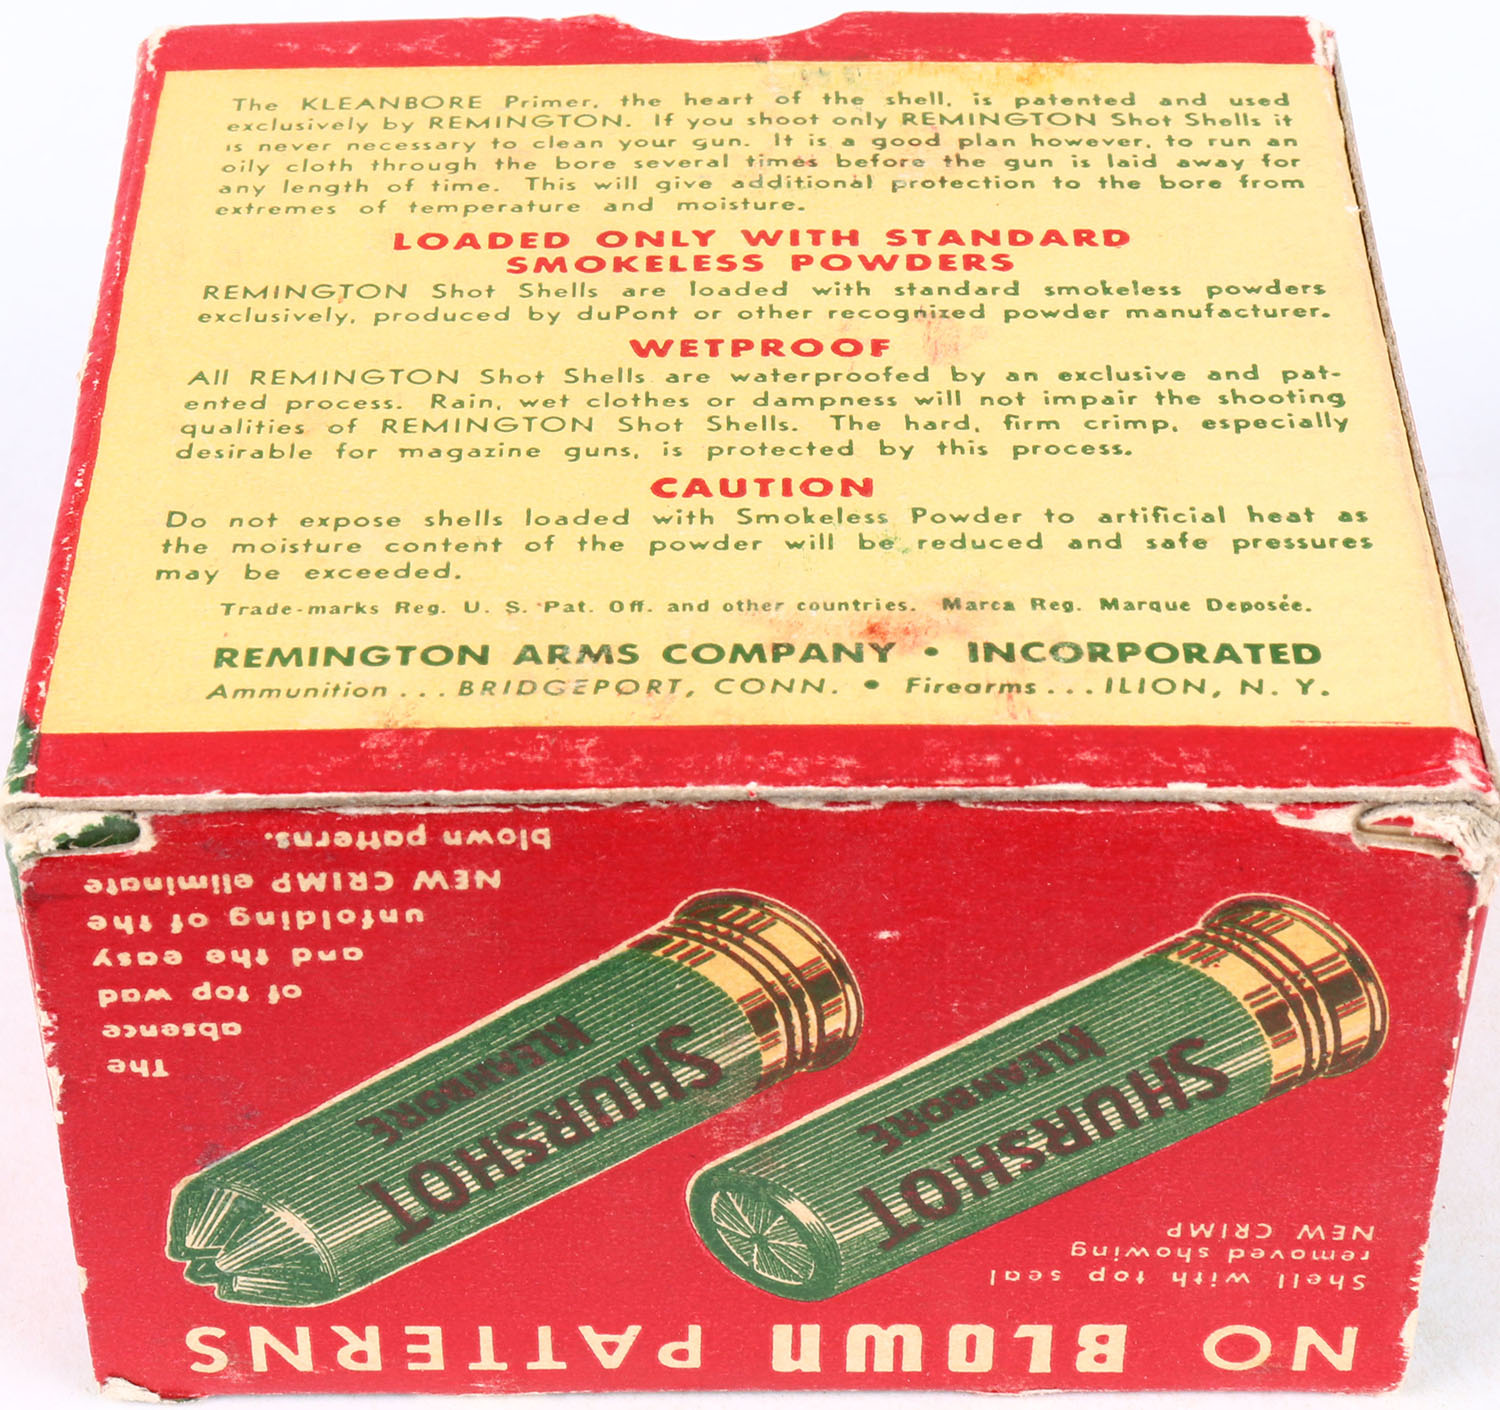 The KLEANBORE Primer, the heart of the shell, is patented and used
exclusively by REMINGTON. If you shoot only REMINGTON Shot Shells it
is never necessary to clean your gun. It is a good plan however, to run an
oily cloth through the bore several times before the gun is laid away for
any length of time. This will give additional protection to the bore from
extremes of temperature and moisture.
LOADED ONLY WITH STANDARD
SMOKELESS POWDERS
REMINGTON Shot Shells are loaded with standard smokeless powders
exclusively, produced by duPont or other recognized powder manufacturer.
WETPROOF
All REMINGTON Shot Shells are waterproofed by an exclusive and pat-
ented process. Rain, wet clothes or dampness will not impair the shooting
qualities of REMINGTON Shot Shells. The hard, firm crimp, especially
desirable for magazine guns, is protected by this process.
CAUTION
Do not expose shells loaded with Smokeless Powder to artificial heat as
the moisture content of the powder will be reduced and safe pressures
may be exceeded.
Trade-marks Reg. U. S. Pat. Off. and other countries. Marca Reg. Marque Deposée.
REMINGTON ARMS COMPANY • INCORPORATED
Ammunition . . . BRIDGEPORT, CONN. • Firearms . . . ILION, N. Y.
NO BLOWN PATTERNS
Shell with top seal
removed showing
NEW CRIMP
SHURSHOT
KLEANBORE
SHURSHOT
KLEANBORE
The
absence
of top wad
and the easy
unfolding of the
NEW CRIMP eliminate
blown patterns.